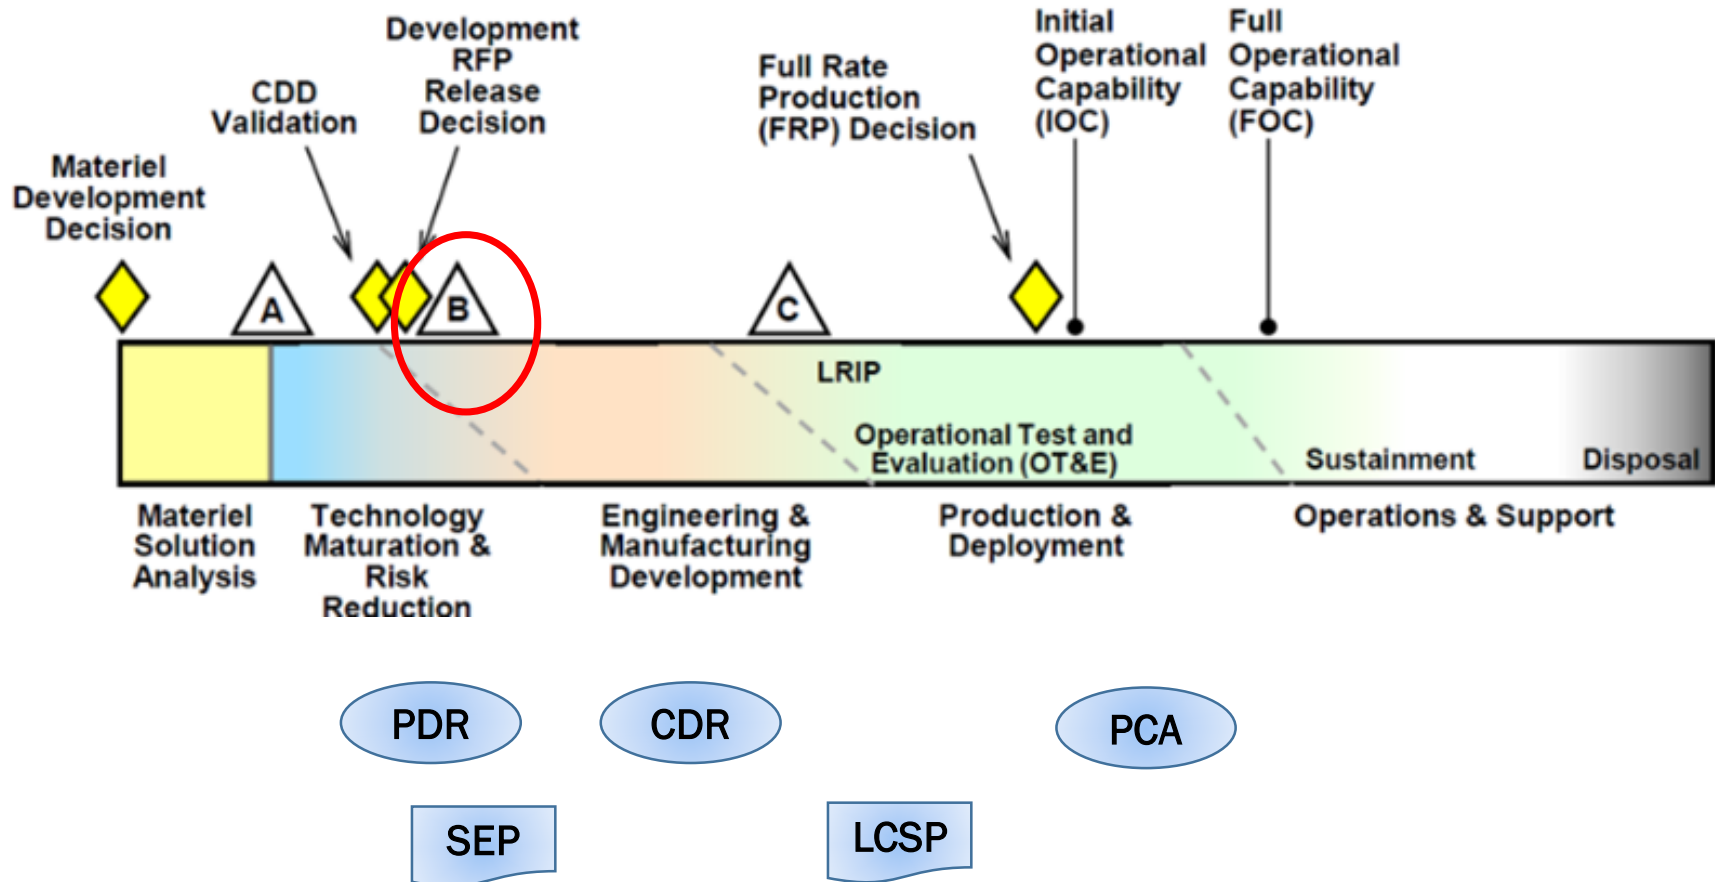 Materiel
Development
Decision
CDD
Validation
Development
RFP
Release
Decision
Full Rate
Production
(FRP) Decision
Initial
Operational
Capability
(IOC)
Full
Operational
Capability
(FOC)
A
B
C
LRIP
Operational Test and
Evaluation (OT&E)
Sustainment
Disposal
Materiel
Solution
Analysis
Technology
Maturation &
Risk
Reduction
Engineering &
Manufacturing
Development
Production &
Deployment
Operations & Support
PDR
CDR
PCA
SEP
LCSP